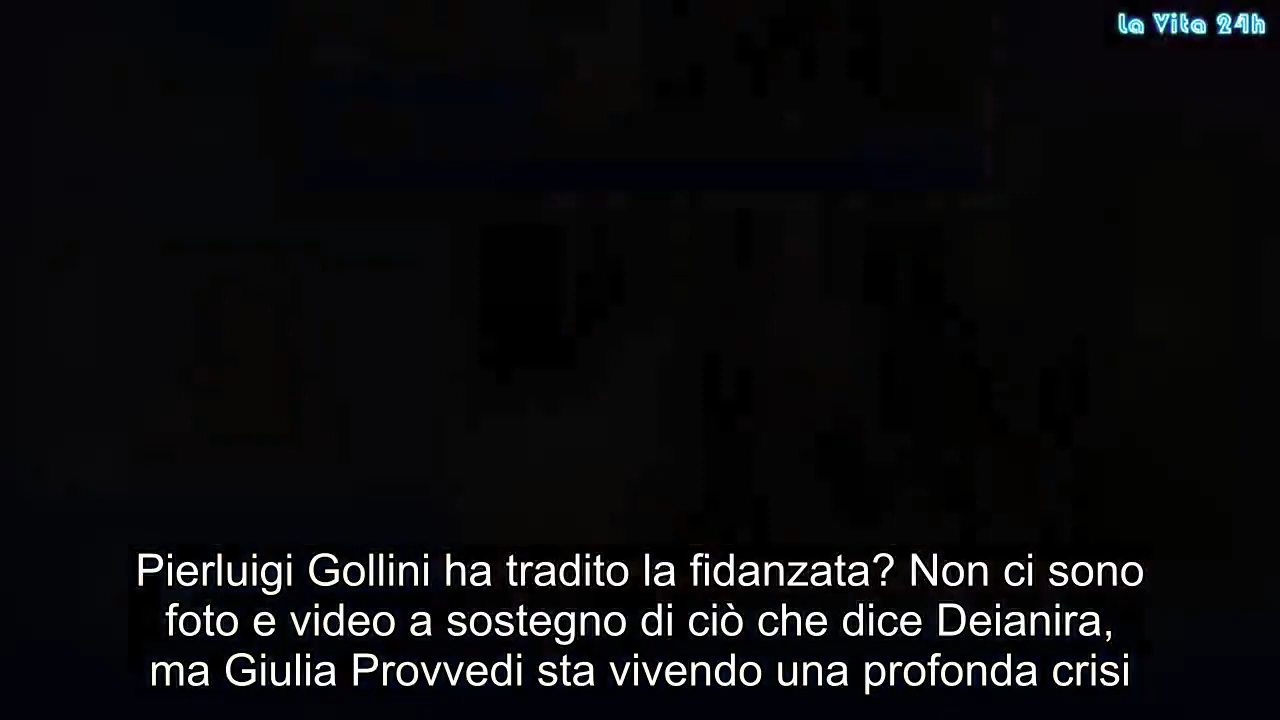 la Vita 24h
Pierluigi Gollini ha tradito la fidanzata? Non ci sono
foto e video a sostegno di ciò che dice Deianira,
ma Giulia Provvedi sta vivendo una profonda crisi